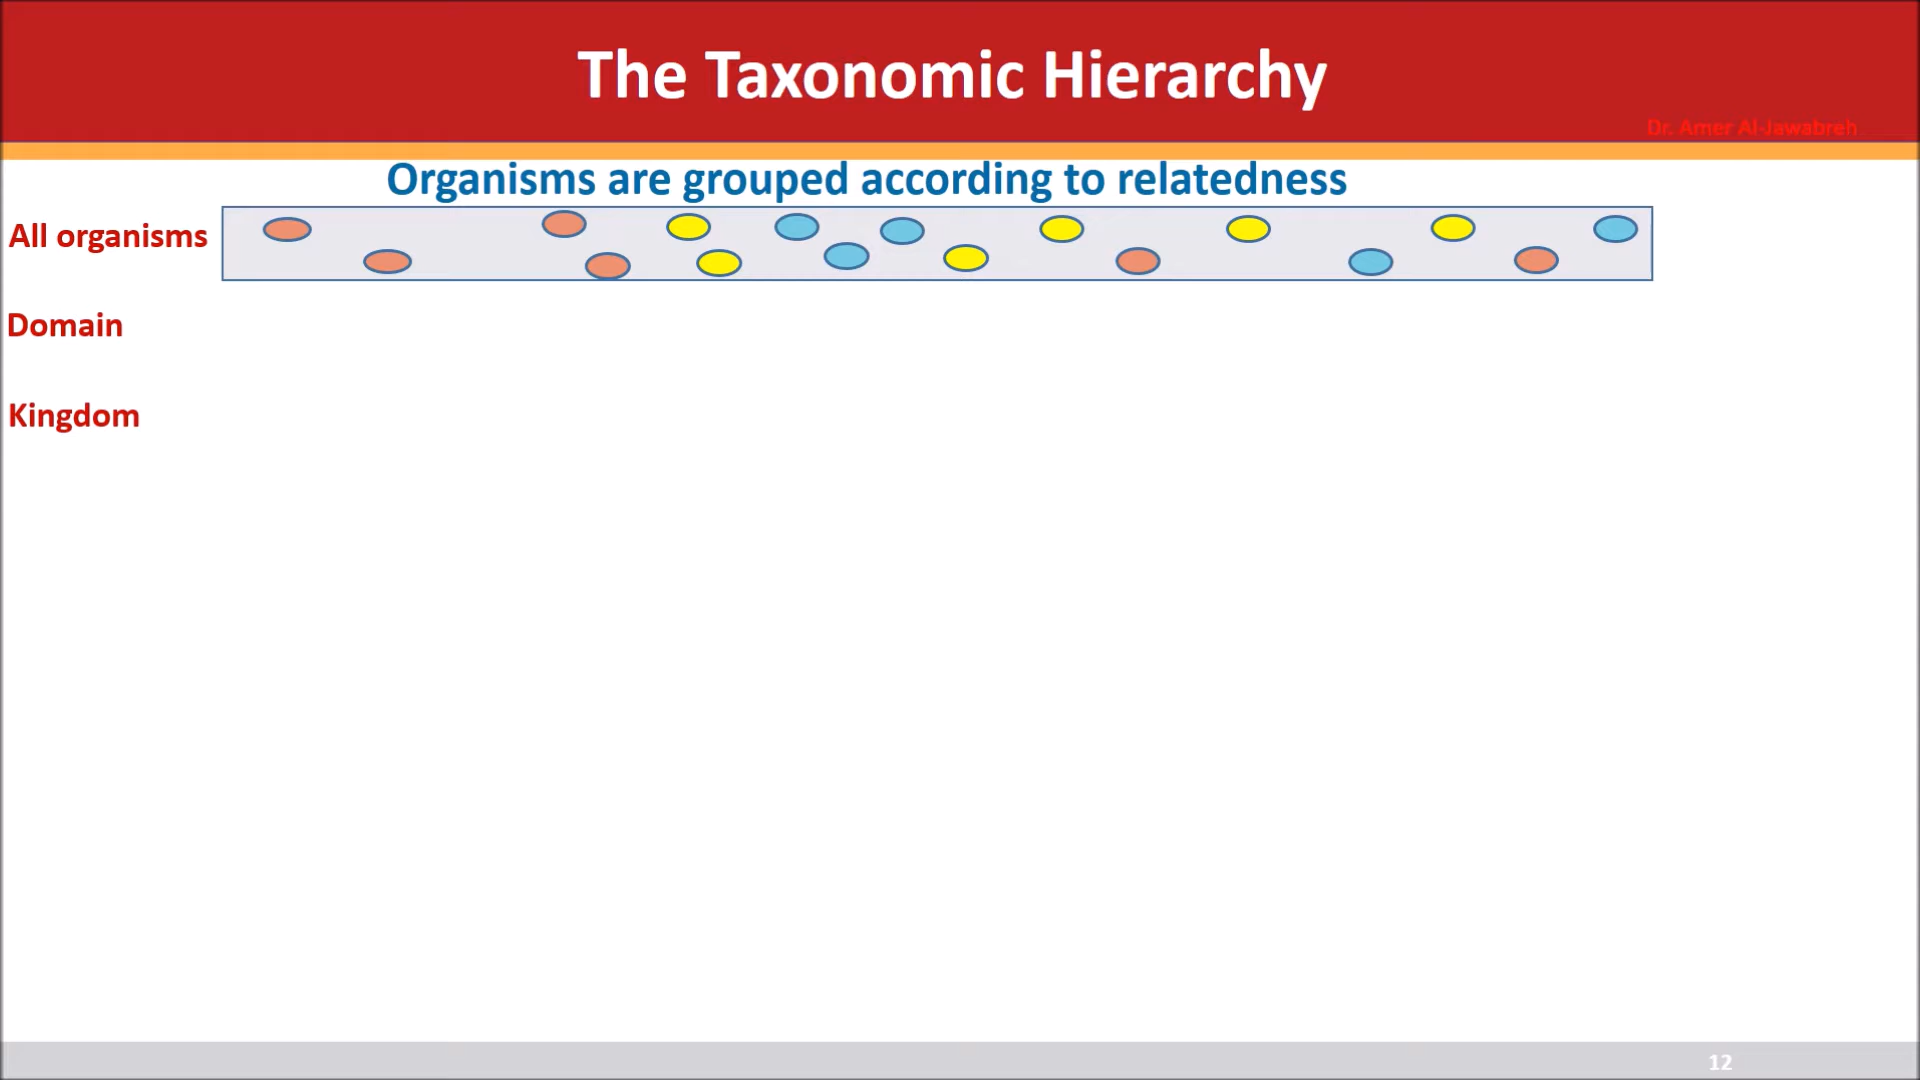 The Taxonomic Hierarchy
Dr. Amer Al-Jawabreh
Organisms are grouped according to relatedness
All organisms
Domain
Kingdom
12